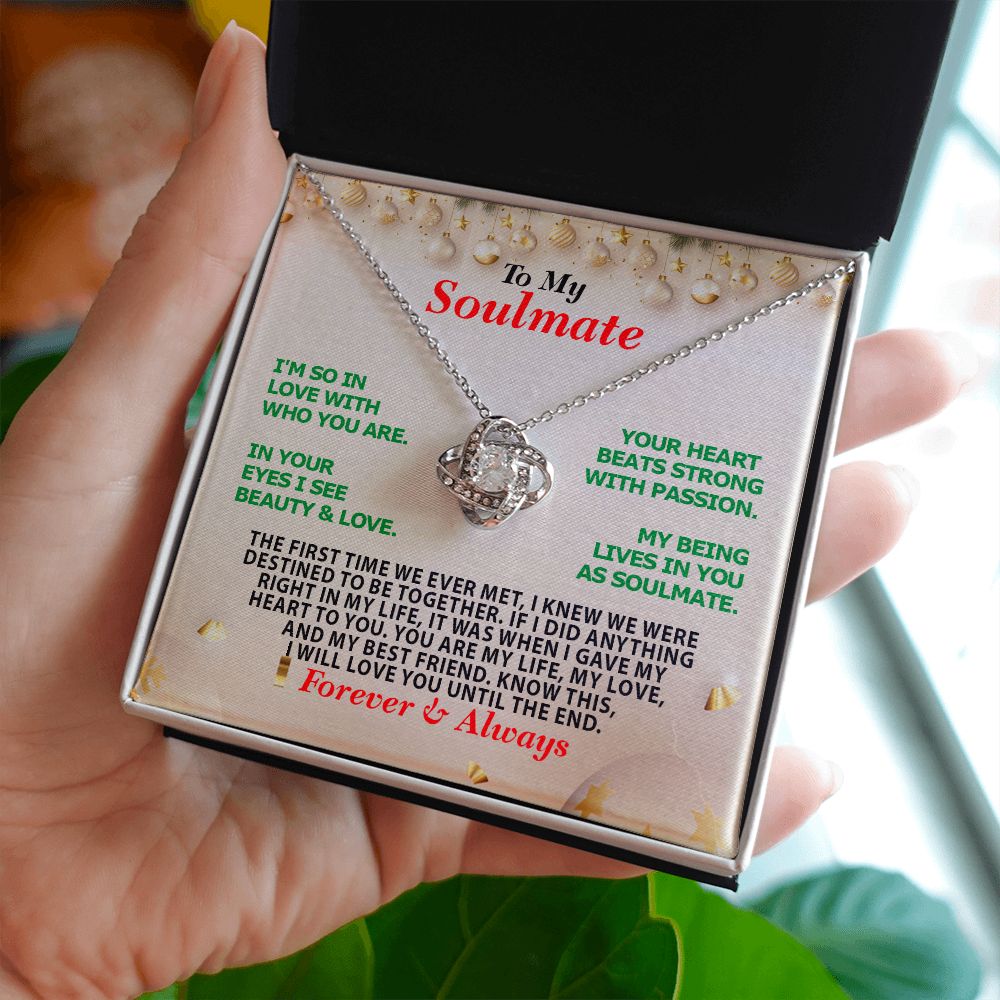 To My
Soulmate
I'M SO IN
LOVE WITH
WHO YOU ARE.
IN YOUR
EYES I SEE
BEAUTY & LOVE.
YOUR HEART
BEATS STRONG
WITH PASSION.
MY BEING
LIVES IN YOU
AS SOULMATE.
THE FIRST TIME WE EVER MET, I KNEW WE WERE
DESTINED TO BE TOGETHER. IF I DID ANYTHING
RIGHT IN MY LIFE, IT WAS WHEN I GAVE MY
HEART TO YOU. YOU ARE MY LIFE, MY LOVE,
AND MY BEST FRIEND. KNOW THIS,
I WILL LOVE YOU UNTIL THE END.
Forever & Always